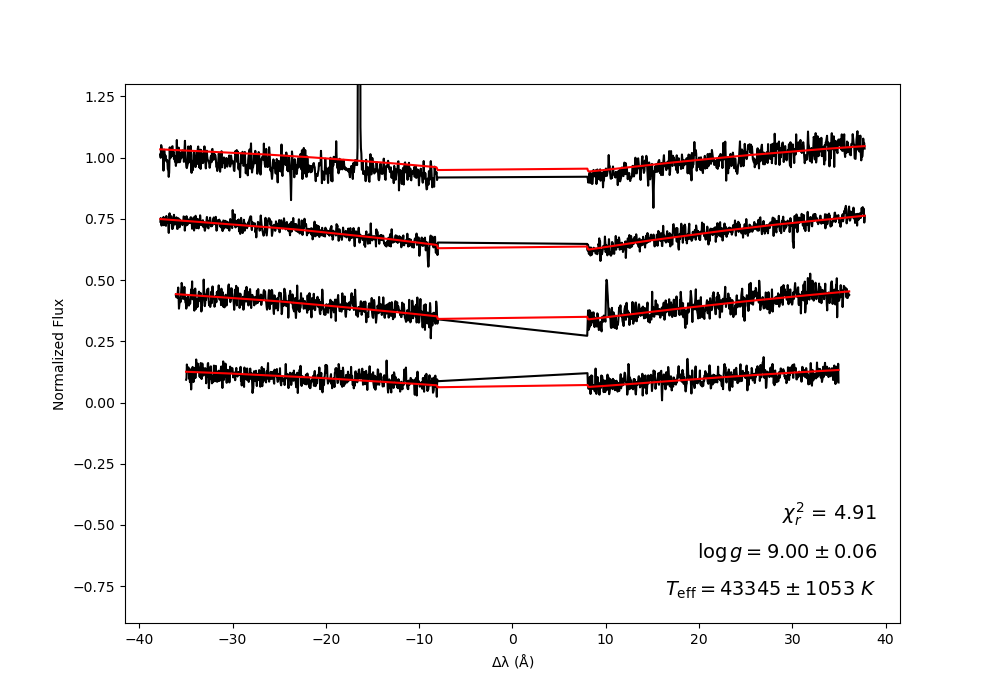 1.25
1.00
0.75
0.50
0.25
0.00
−0.25
−0.50
−0.75
Normalized Flux
χ²ᵣ = 4.91
log g = 9.00 ± 0.06
T_eff = 43345 ± 1053 K
−40 −30 −20 −10 0 10 20 30 40
Δλ (Å)